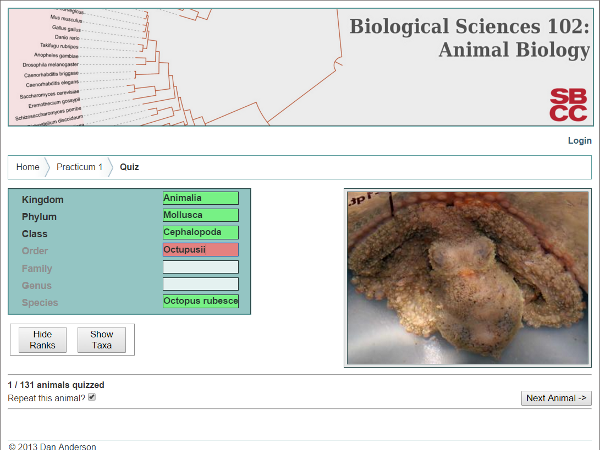 Mus musculus
Gallus gallus
Danio rerio
Takifugu rubripes
Anopheles gambiae
Drosophila melanogaster
Caenorhabditis briggsae
Caenorhabditis elegans
Saccharomyces cerevisiae
Eremothecium gossypii
Schizosaccharomyces pombe
Biological Sciences 102:
Animal Biology
SB
CC
Login
Home
Practicum 1
Quiz
Kingdom Animalia
Phylum Mollusca
Class Cephalopoda
Order Octupusii
Family
Genus
Species Octopus rubesce
Hide Ranks
Show Taxa
1 / 131 animals quizzed
Repeat this animal?
Next Animal ->
© 2013 Dan Anderson